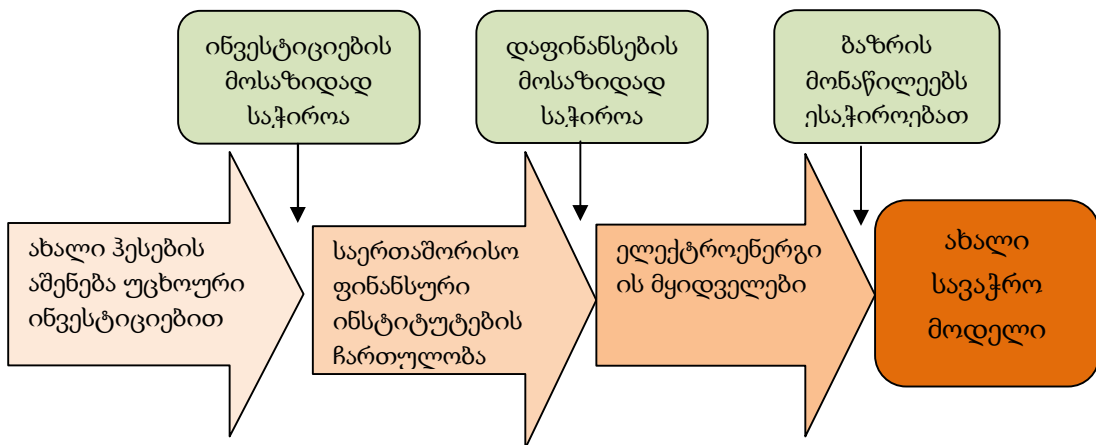 ინვესტიციების
მოსაზიდად
საჭიროა
დაფინანსების
მოსაზიდად
საჭიროა
ბაზრის
მონაწილეებს
ესაჭიროებათ
ახალი ჰესების
აშენება უცხოური
ინვესტიციებით
საერთაშორისო
ფინანსური
ინსტიტუტების
ჩართულობა
ელექტროენერგი
ის მყიდველები
ახალი
სავაჭრო
მოდელი